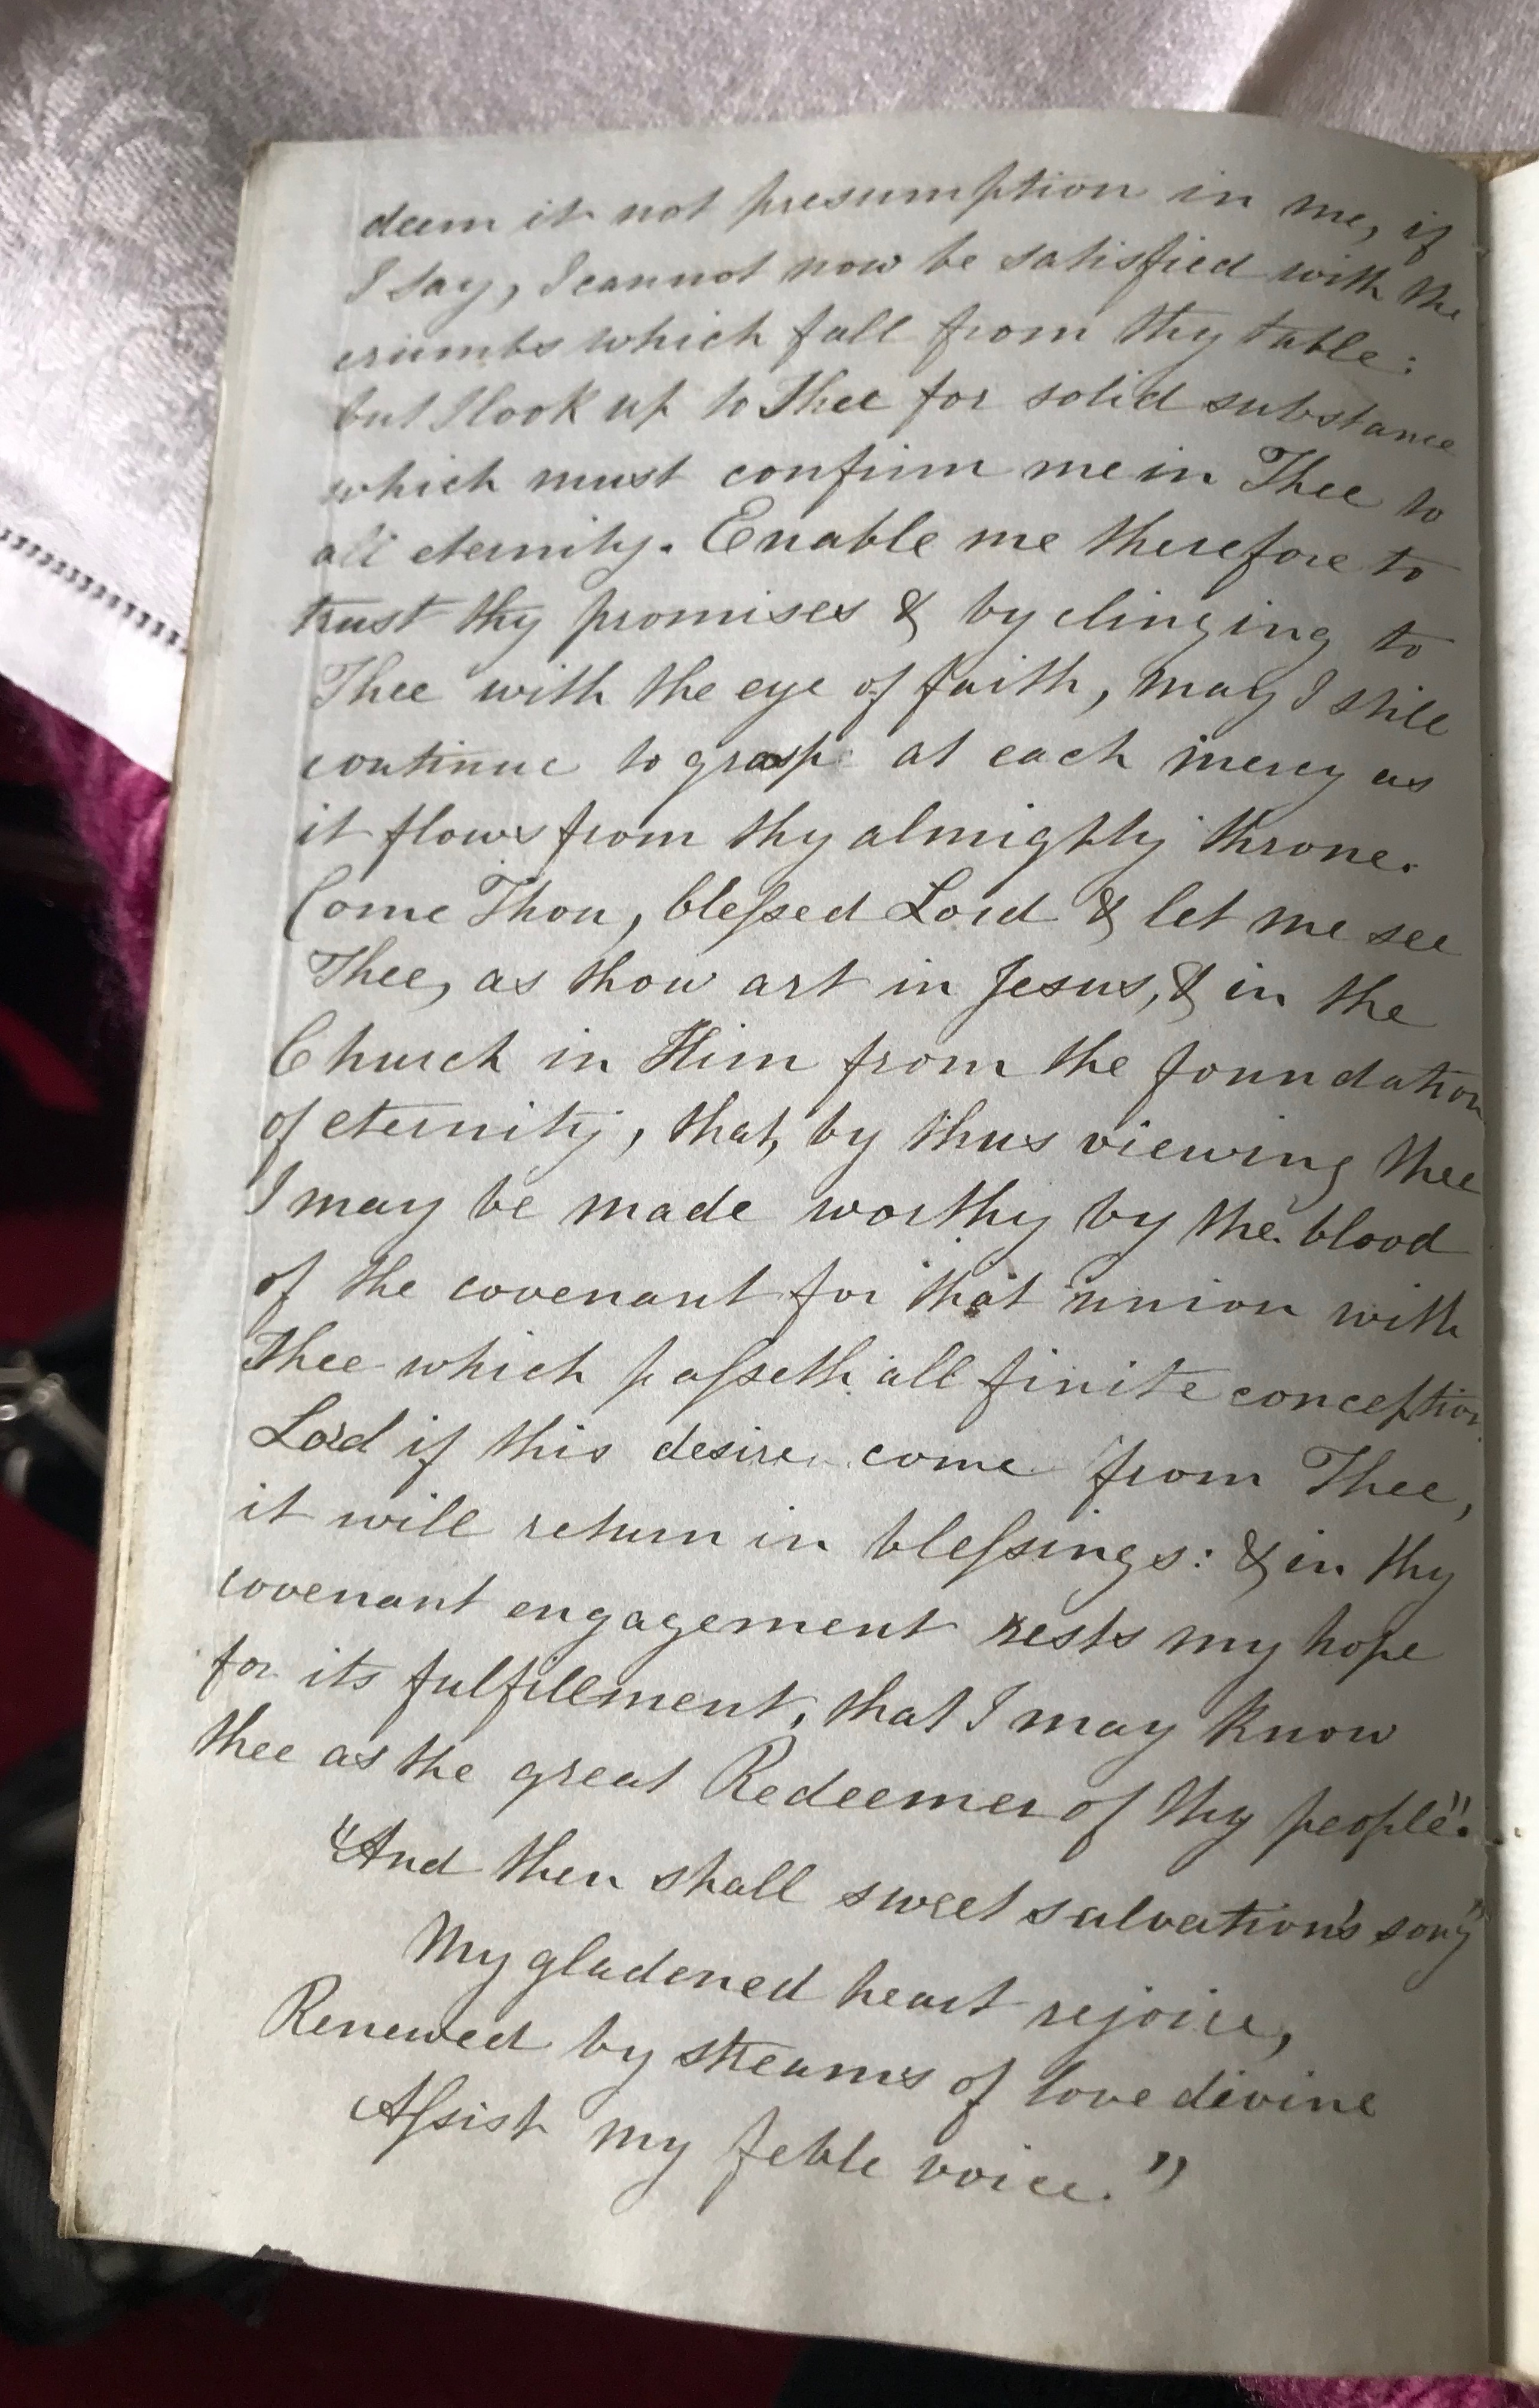 deem it not presumption in me, if
I say, I cannot now be satisfied with the
crumbs which fall from thy table:
but I look up to Thee for solid substance
which must confirm me in Thee to
all eternity. Enable me therefore to
trust thy promises & by clinging to
Thee with the eye of faith, may I still
continue to grasp at each mercy as
it flows from thy almighty throne.
Come Thou, bleſsed Lord & let me see
Thee, as thou art in Jesus, & in the
Church in Him from the foundation
of eternity, that, by thus viewing thee
I may be made worthy by the blood
of the covenant for that union with
Thee which paſseth all finite conception.
Lord if this desire come from Thee,
it will return in bleſsings: & in thy
covenant engagement rests my hope
for its fulfillment, that I may know
thee as the great Redeemer of thy people".
"And then shall sweet salvation's song"
My gladened heart rejoice,
Renewed by streams of love divine
Aſsist my feble voice."